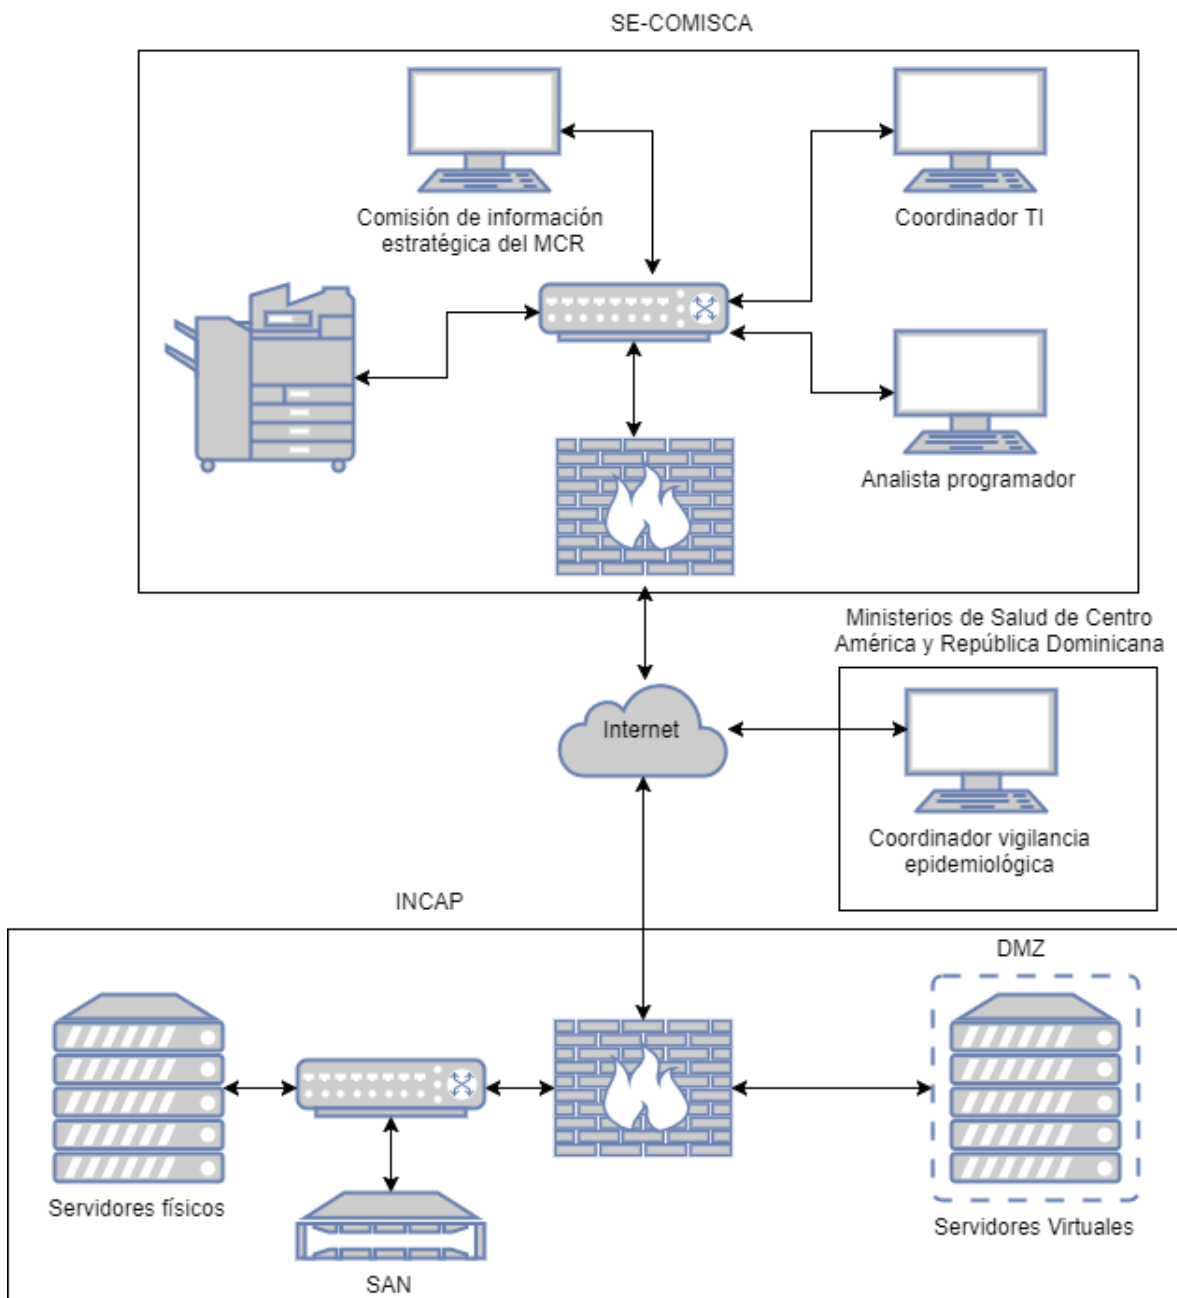 SE-COMISCA
Comisión de información
estratégica del MCR
Coordinador TI
Analista programador
Ministerios de Salud de Centro
América y República Dominicana
Internet
Coordinador vigilancia
epidemiológica
INCAP
DMZ
Servidores físicos
Servidores Virtuales
SAN